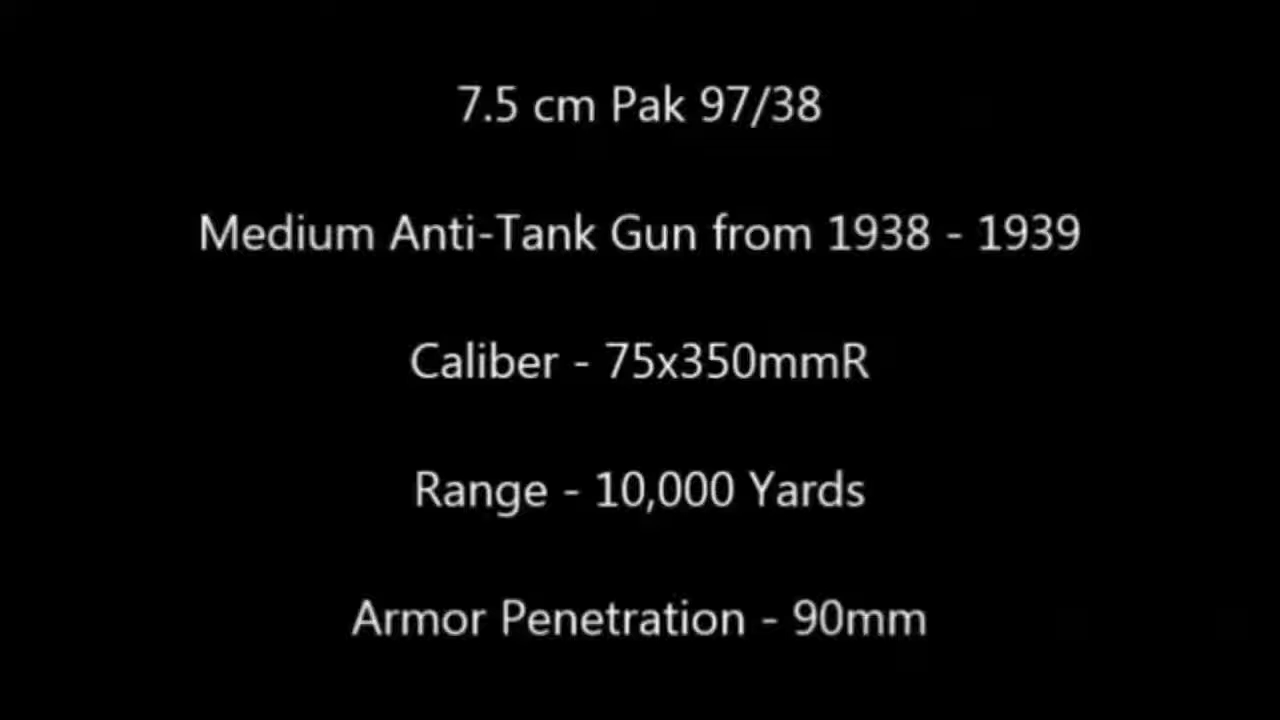 7.5 cm Pak 97/38
Medium Anti-Tank Gun from 1938 - 1939
Caliber - 75x350mmR
Range - 10,000 Yards
Armor Penetration - 90mm